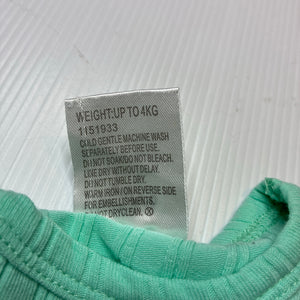 WEIGHT:UP TO 4KG
1151933
COLD GENTLE MACHINE WASH
SEPARATELY BEFORE USE.
DO NOT SOAK/DO NOT BLEACH.
LINE DRY WITHOUT DELAY.
DO NOT TUMBLE DRY.
WARM IRON / ON REVERSE SIDE
FOR EMBELLISHMENTS.
DO NOT DRYCLEAN.